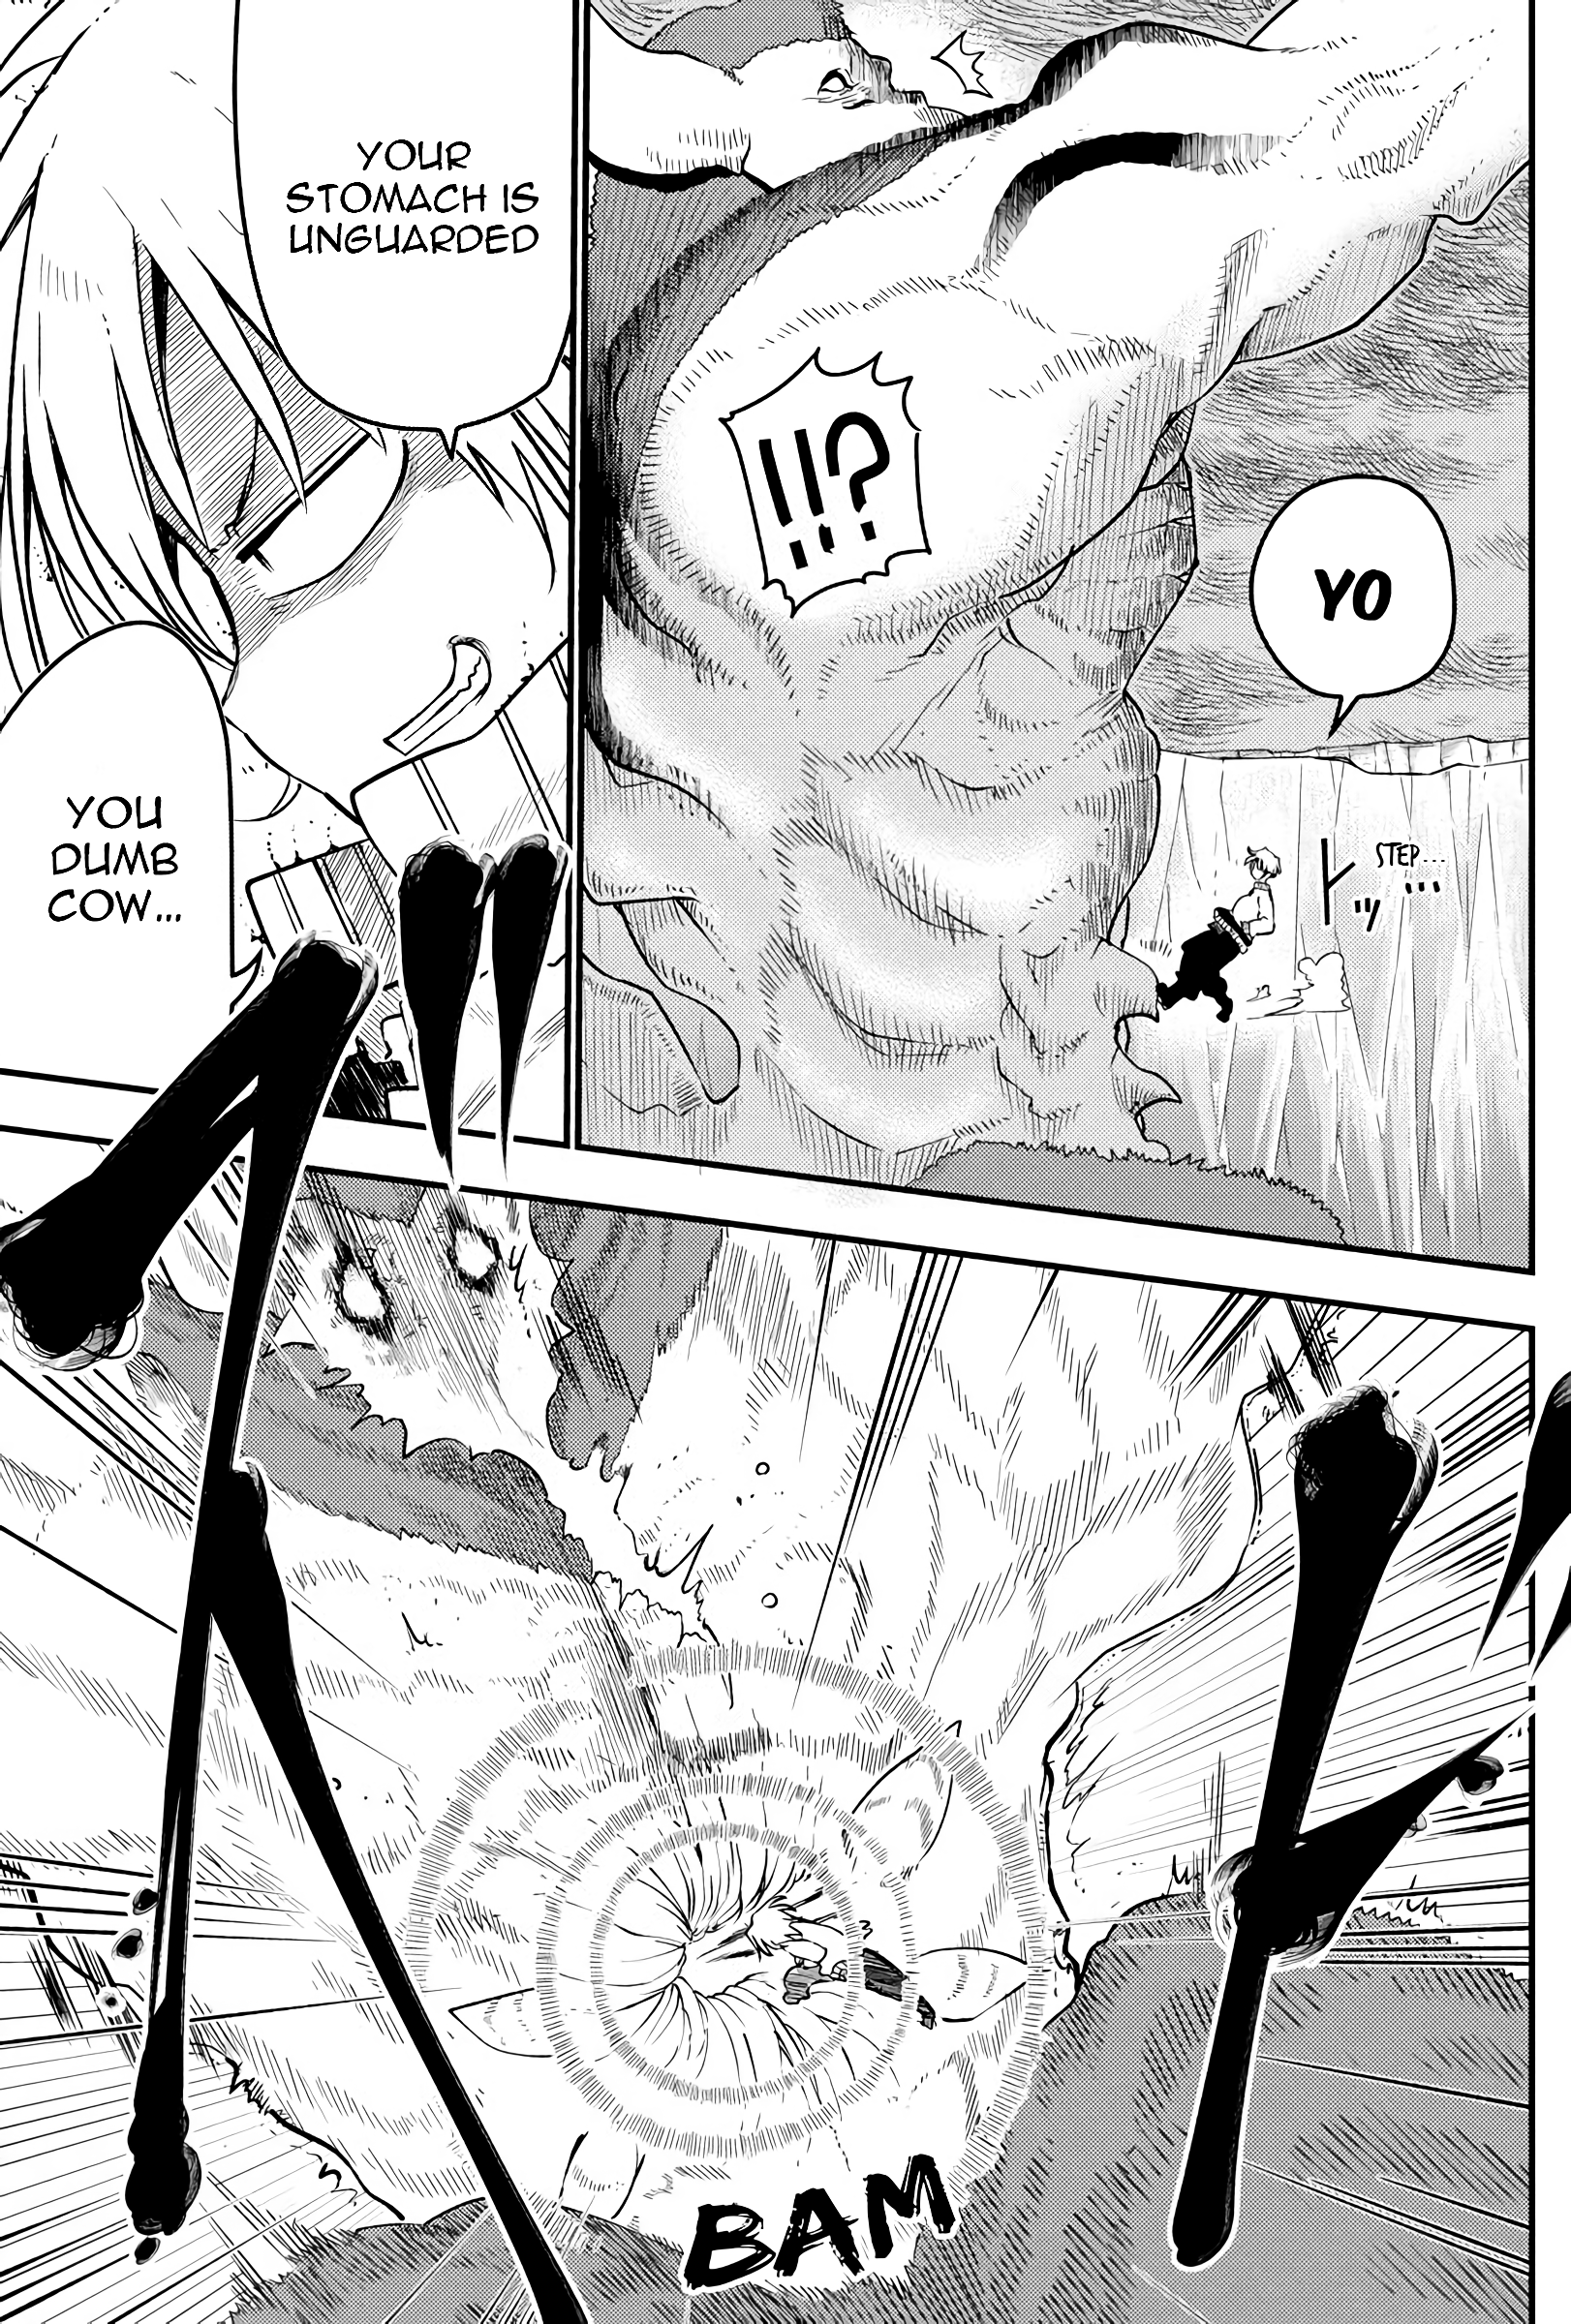 !!?
YO
STEP...
トッ…
YOUR
STOMACH IS
UNGUARDED
YOU
DUMB
COW...
BAM